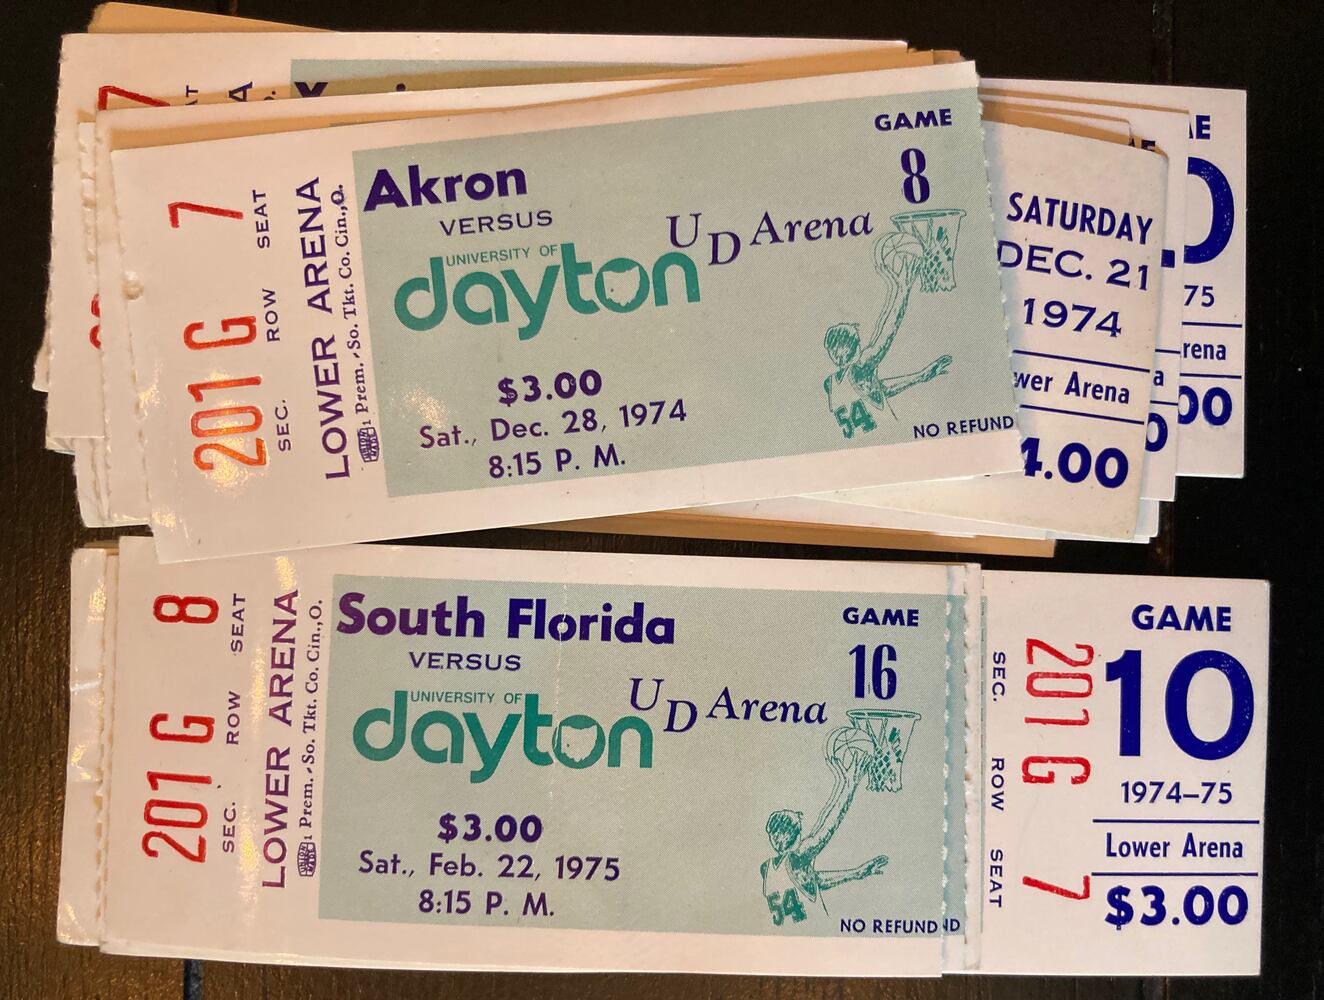 7
SEAT
201 G
ROW
SEC.
LOWER ARENA
Prem.-So. Tkt. Co. Cin., O.
Akron
VERSUS
UNIVERSITY OF
dayton
UD Arena
GAME
8
$3.00
Sat., Dec. 28, 1974
8:15 P. M.
54
NO REFUND
SATURDAY
DEC. 21
1974
wer Arena
4.00
75
rena
00
8
SEAT
201 G
ROW
SEC.
LOWER ARENA
Prem.-So. Tkt. Co. Cin., O.
South Florida
VERSUS
UNIVERSITY OF
dayton
UD Arena
GAME
16
$3.00
Sat., Feb. 22, 1975
8:15 P. M.
54
NO REFUND
SEC.
ROW
SEAT
201 G 7
GAME
10
1974-75
Lower Arena
$3.00